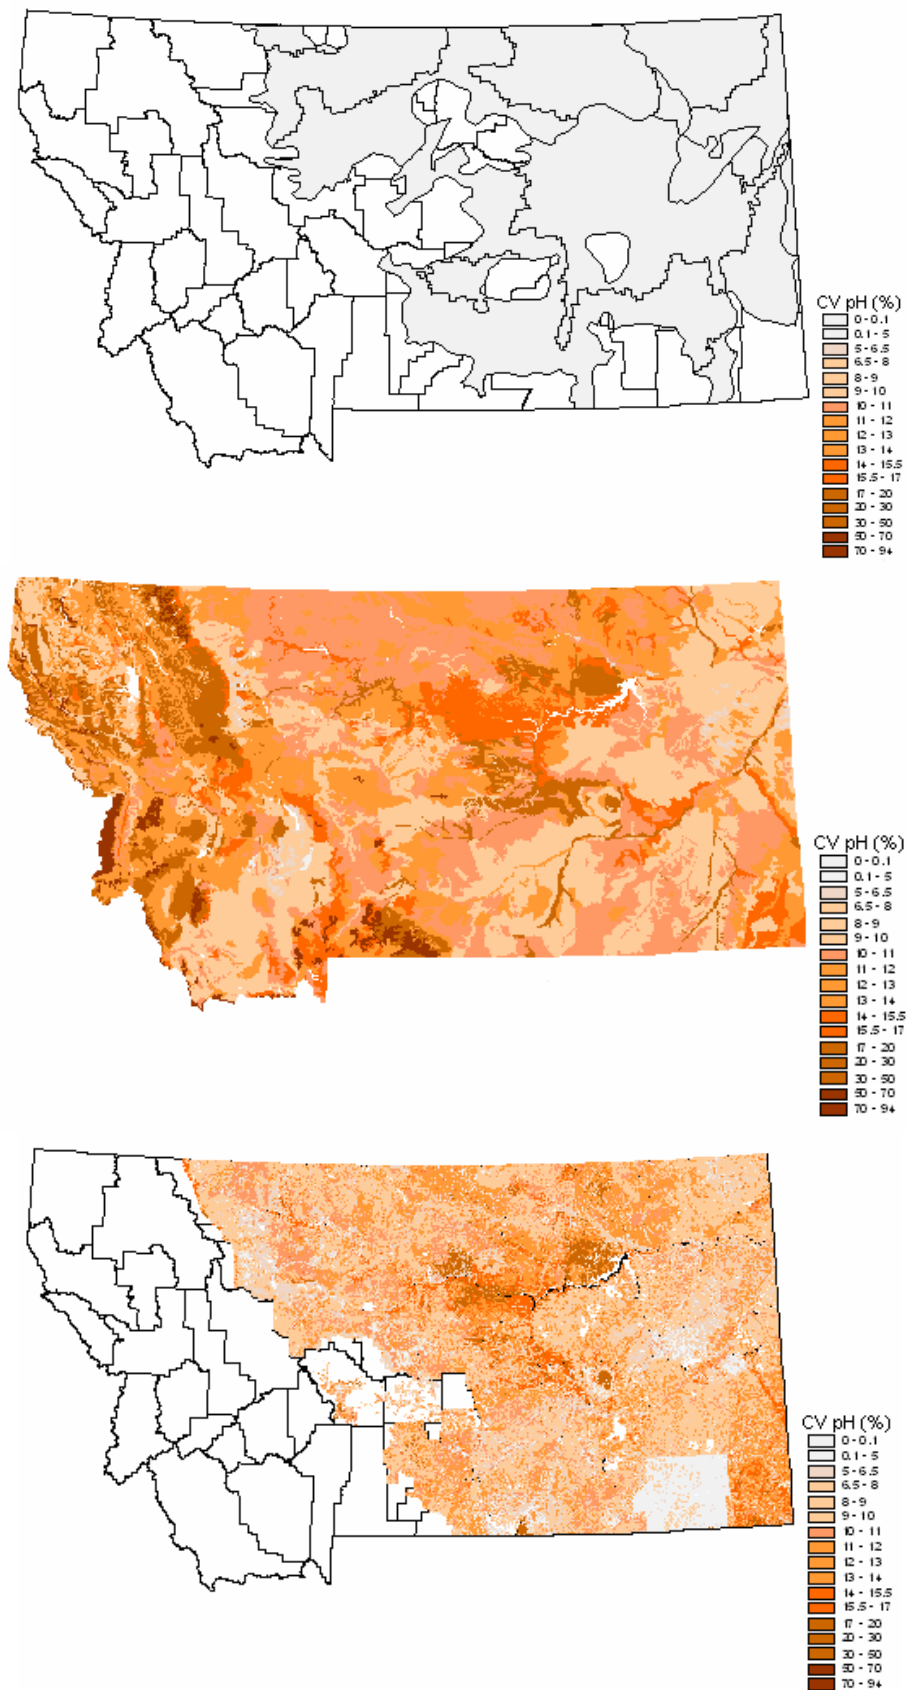 CV pH (%)
0 - 0.1
0.1 - 5
5 - 6.5
6.5 - 8
8 - 9
9 - 10
10 - 11
11 - 12
12 - 13
13 - 14
14 - 15.5
15.5 - 17
17 - 20
20 - 30
30 - 50
50 - 70
70 - 94
CV pH (%)
0 - 0.1
0.1 - 5
5 - 6.5
6.5 - 8
8 - 9
9 - 10
10 - 11
11 - 12
12 - 13
13 - 14
14 - 15.5
15.5 - 17
17 - 20
20 - 30
30 - 50
50 - 70
70 - 94
CV pH (%)
0 - 0.1
0.1 - 5
5 - 6.5
6.5 - 8
8 - 9
9 - 10
10 - 11
11 - 12
12 - 13
13 - 14
14 - 15.5
15.5 - 17
17 - 20
20 - 30
30 - 50
50 - 70
70 - 94